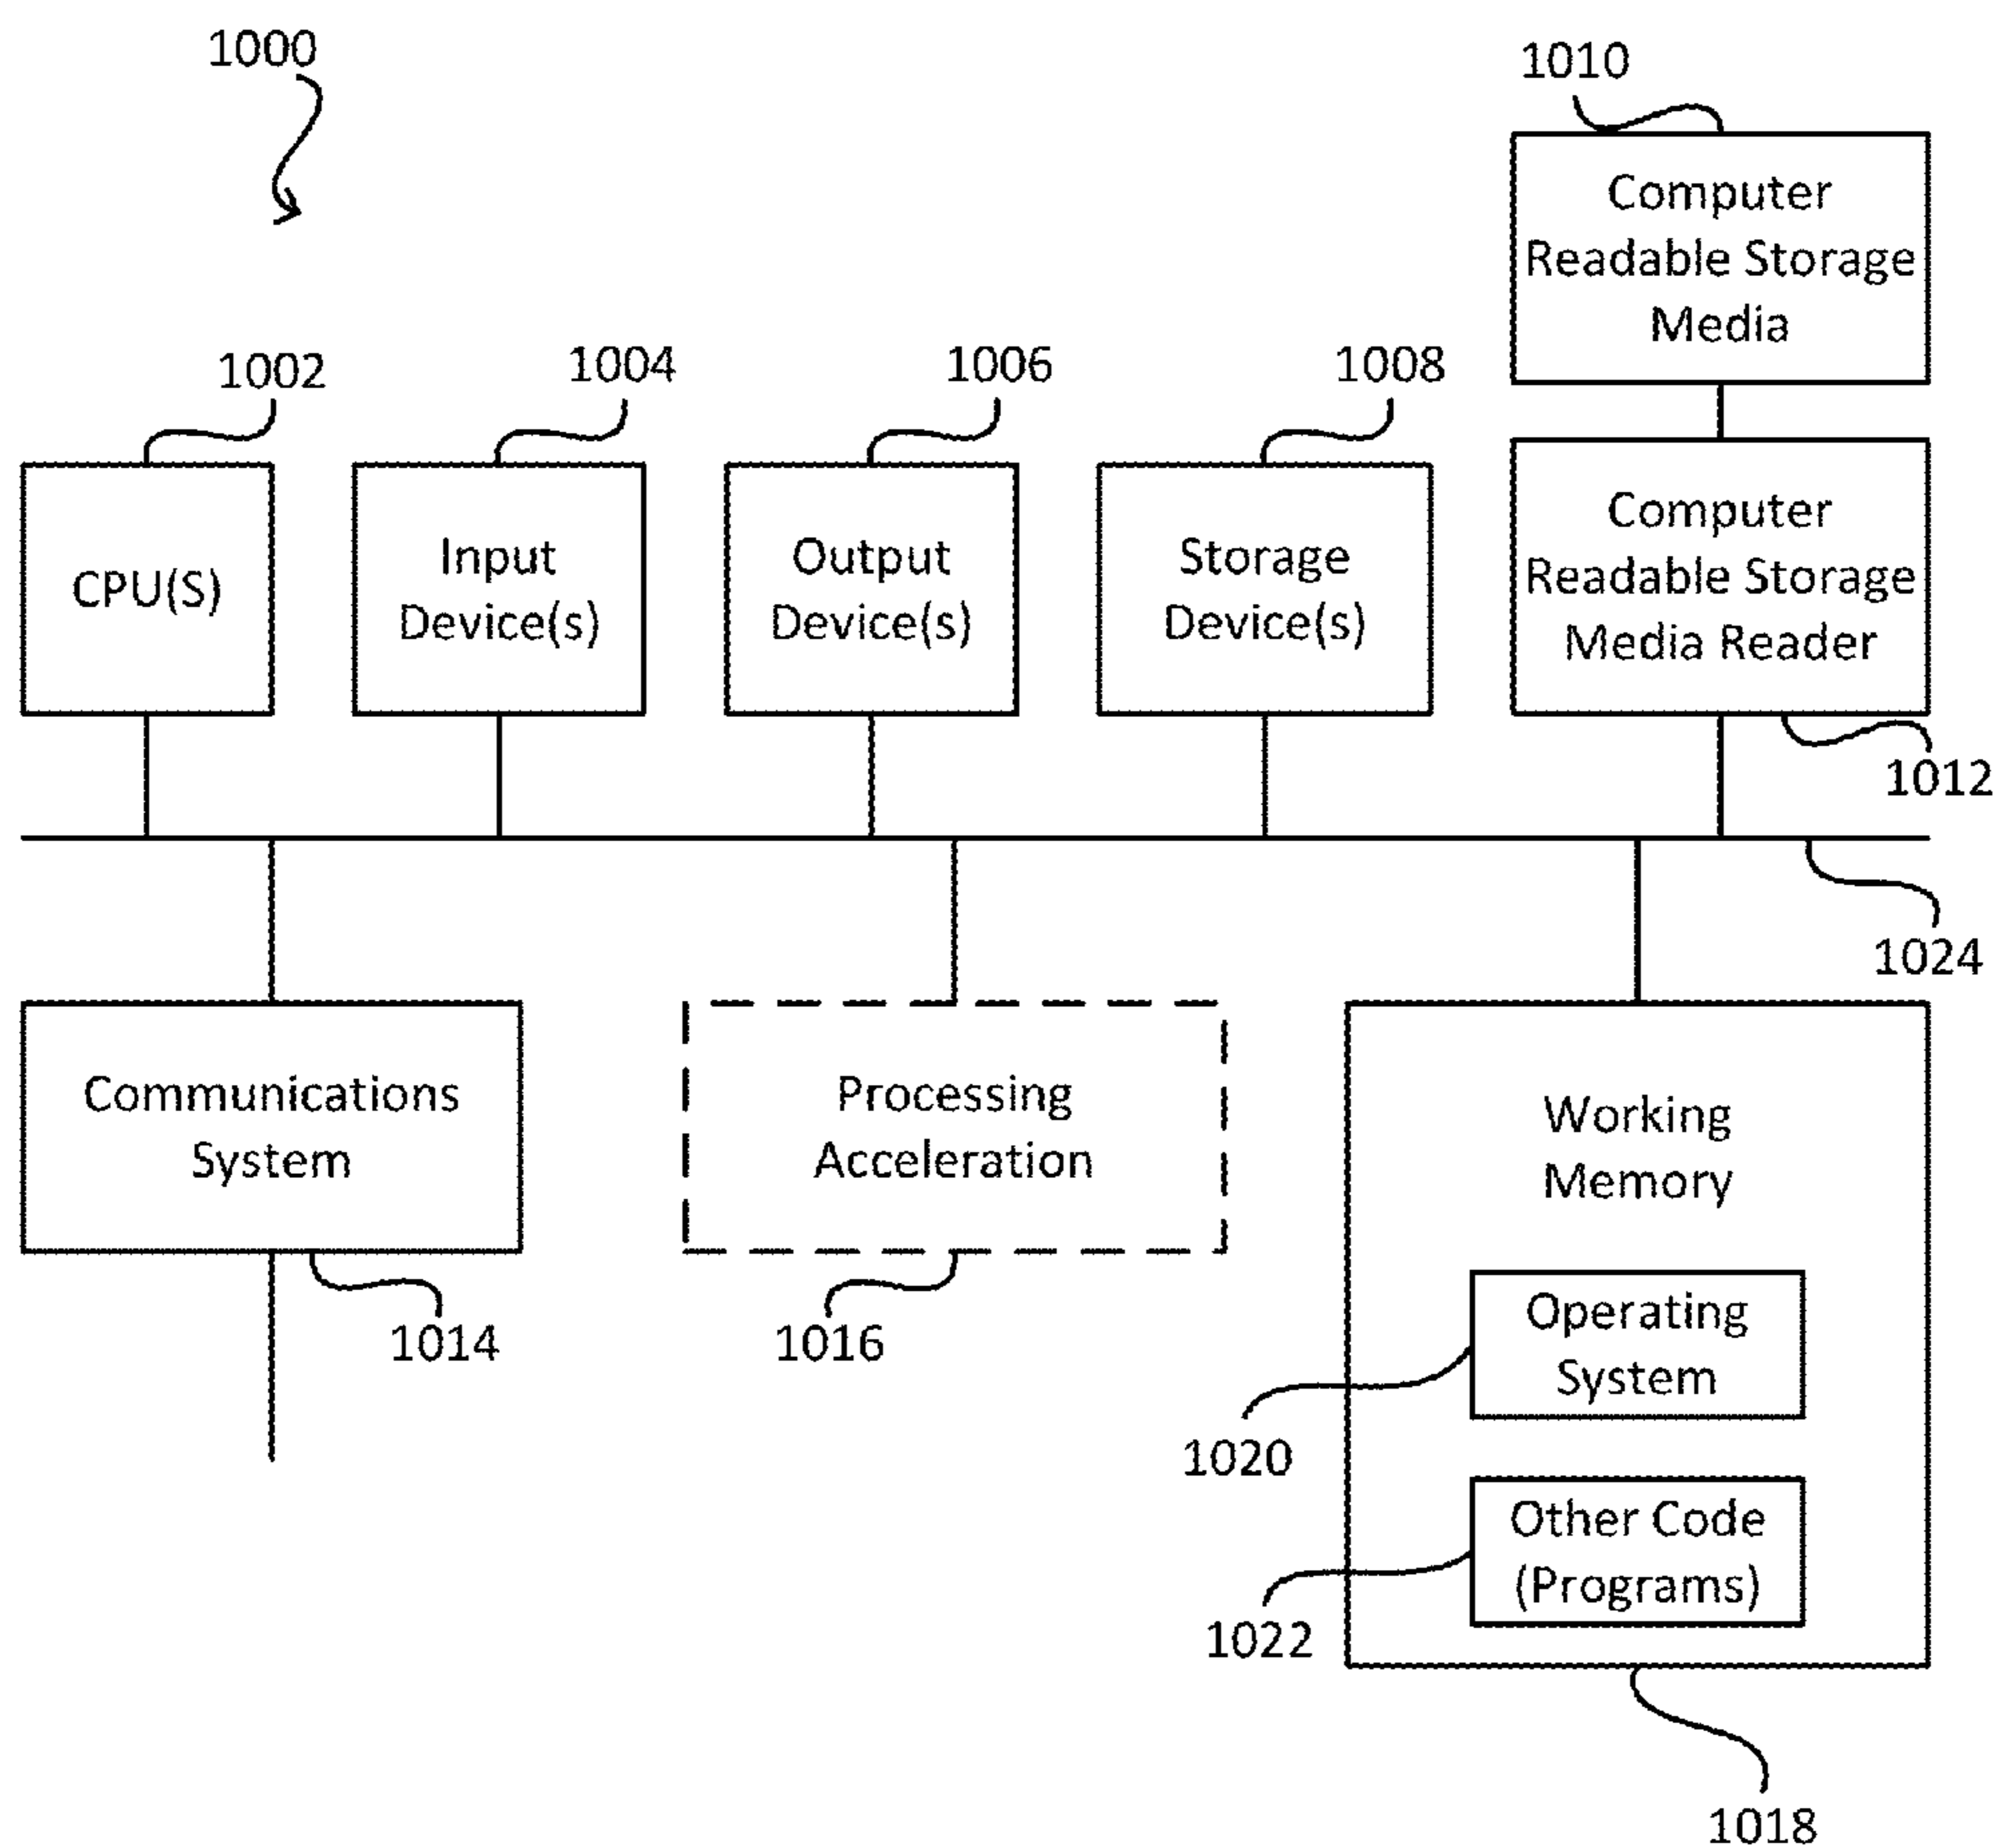 1000
1010
Computer
Readable Storage
Media
1002
1004
1006
1008
CPU(S)
Input
Device(s)
Output
Device(s)
Storage
Device(s)
Computer
Readable Storage
Media Reader
1012
1024
Communications
System
1014
Processing
Acceleration
1016
Working
Memory
Operating
System
1020
Other Code
(Programs)
1022
1018